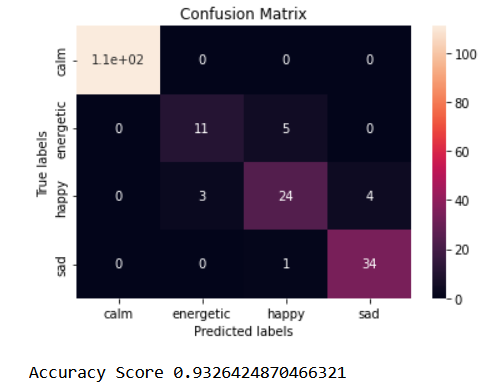 Confusion Matrix
calm 1.1e+02 0 0 0
energetic 0 11 5 0
happy 0 3 24 4
sad 0 0 1 34
calm energetic happy sad
True labels
Predicted labels
100
80
60
40
20
0
Accuracy Score 0.9326424870466321